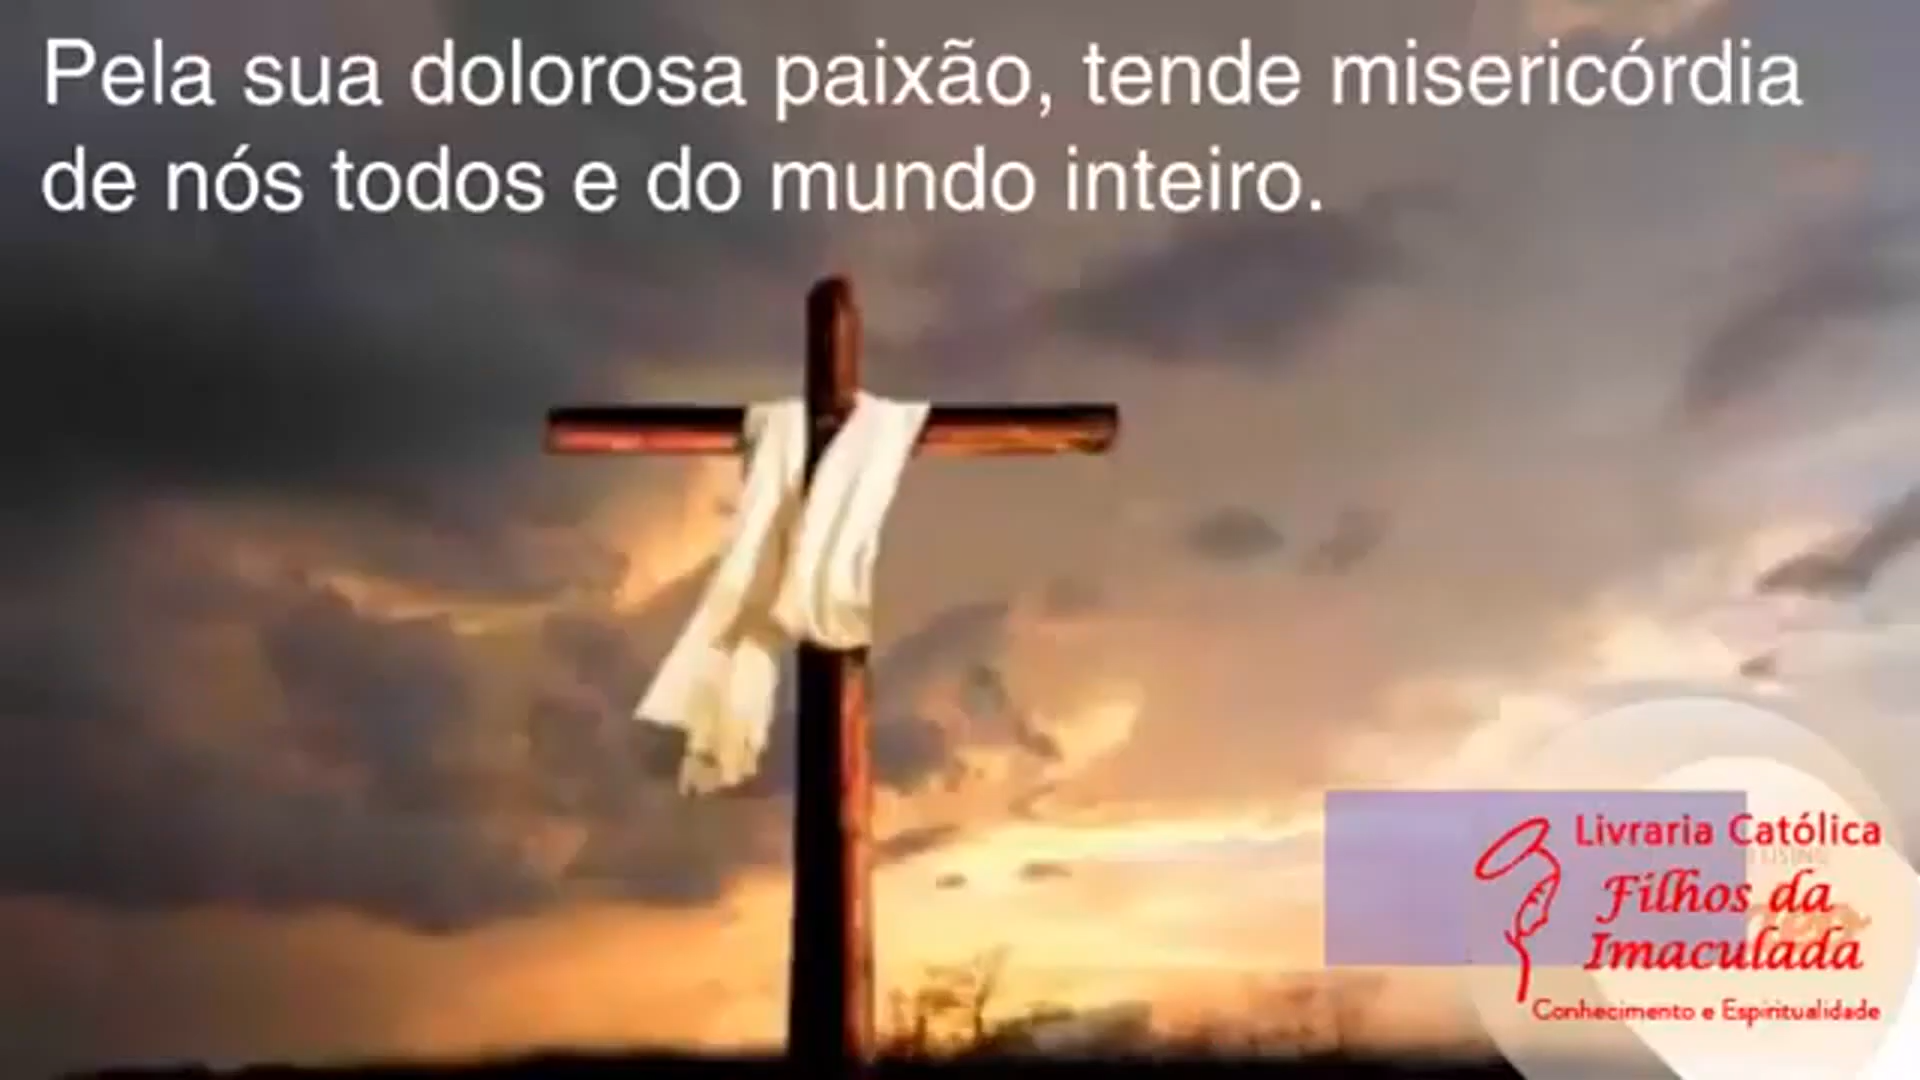 Pela sua dolorosa paixão, tende misericórdia
de nós todos e do mundo inteiro.
Livraria Católica
Filhos da
Imaculada
Conhecimento e Espiritualidade